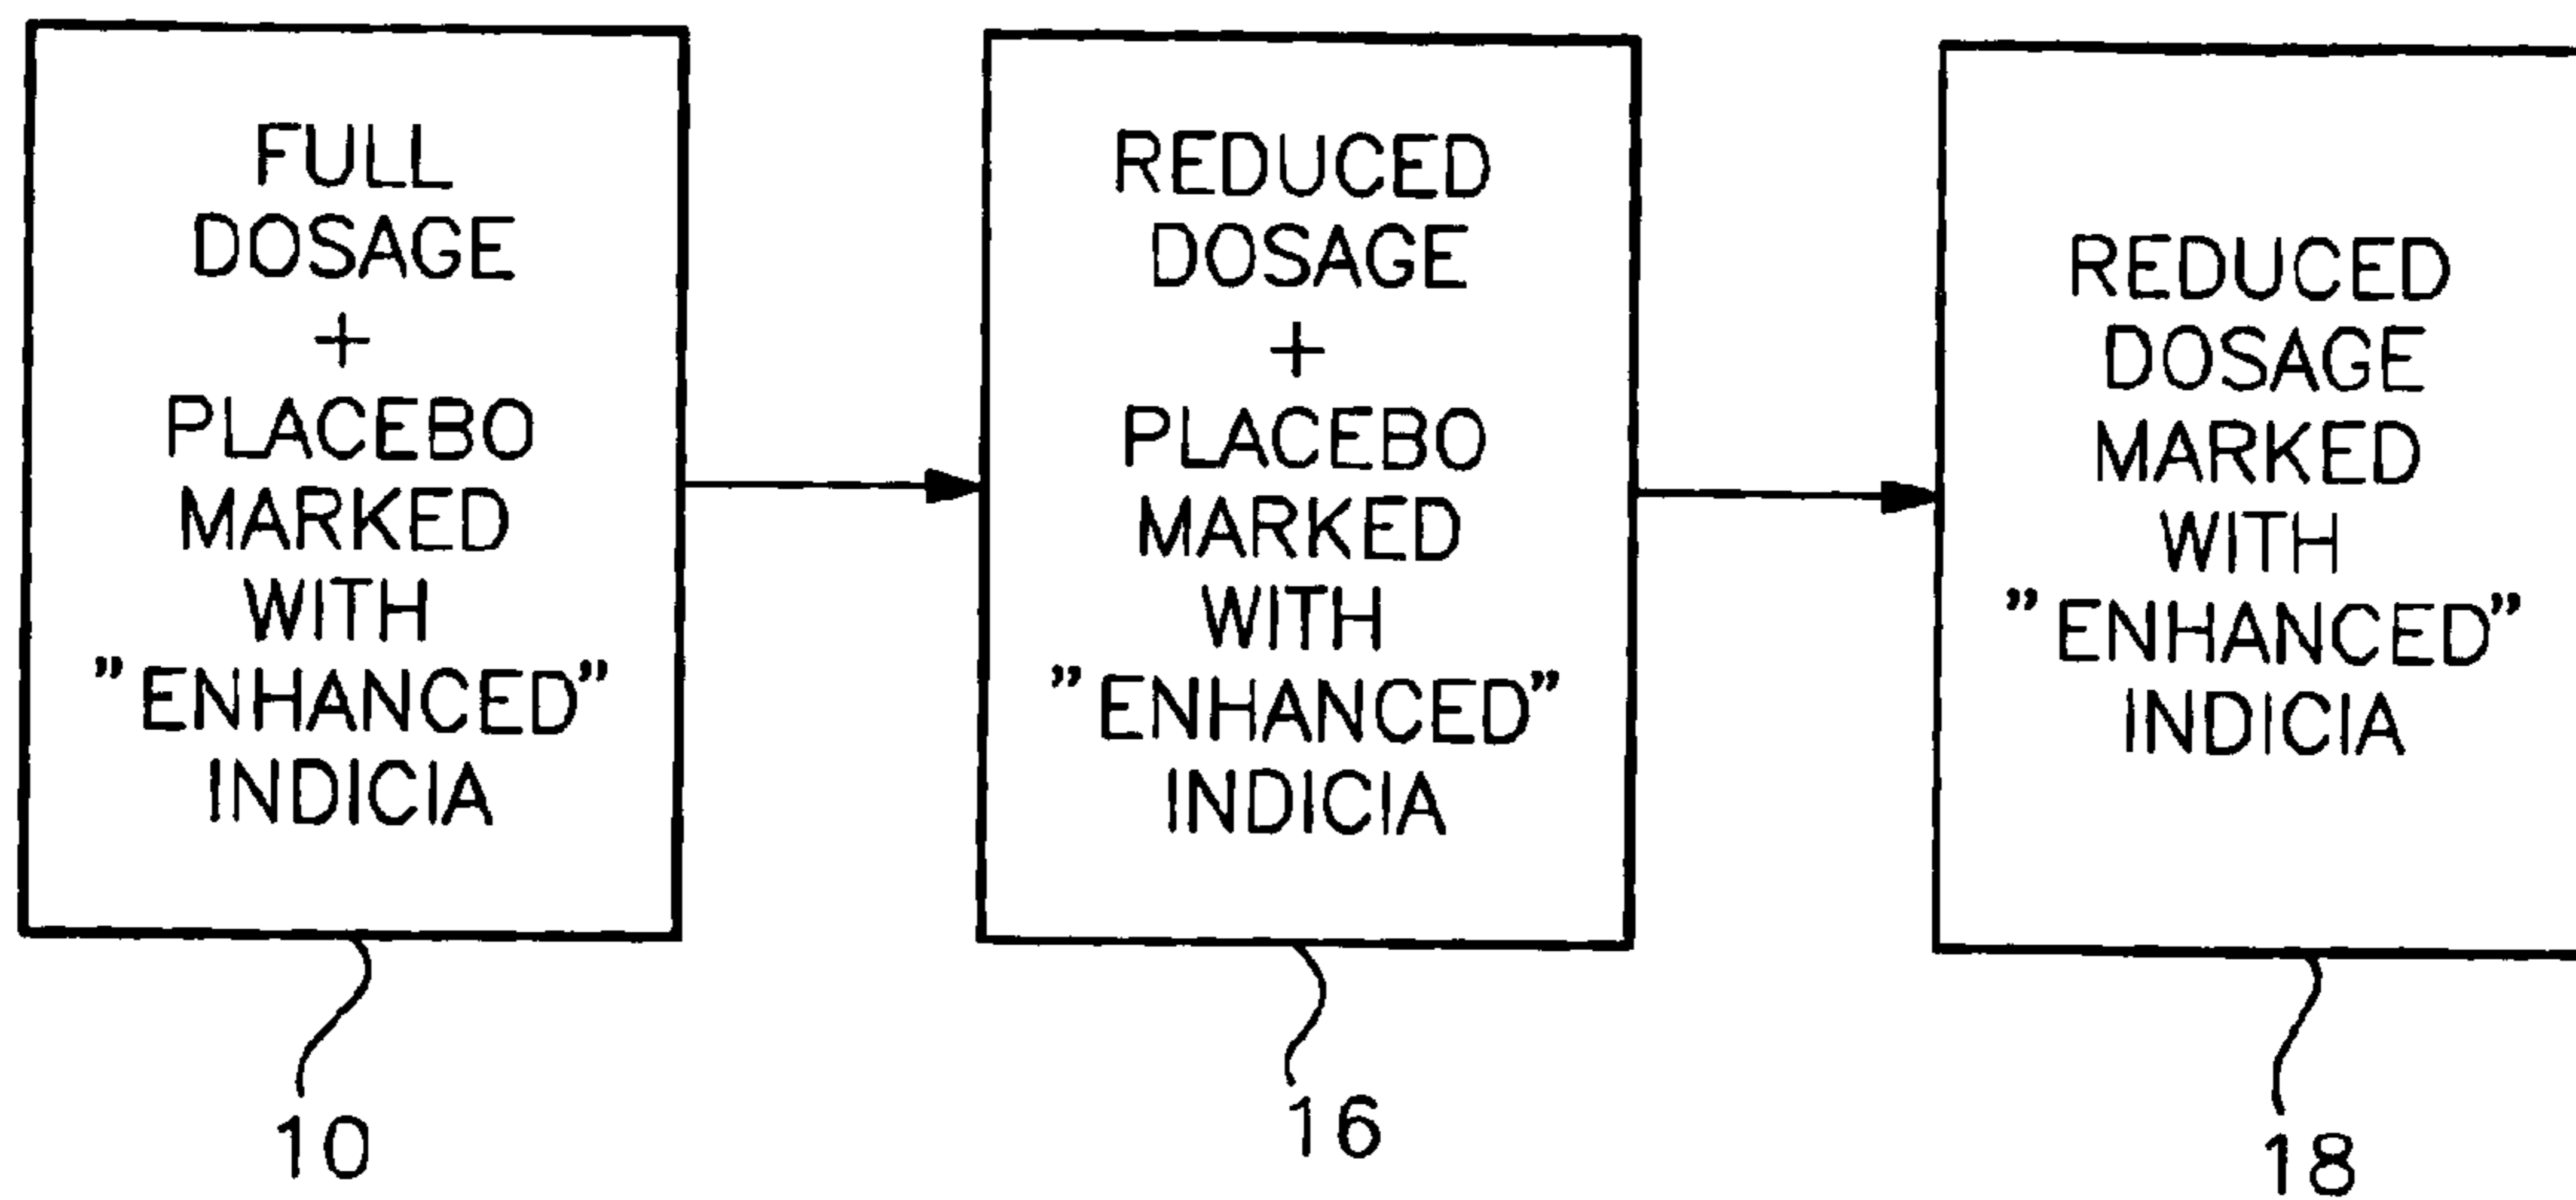 FULL
DOSAGE
+
PLACEBO
MARKED
WITH
”ENHANCED”
INDICIA
10
REDUCED
DOSAGE
+
PLACEBO
MARKED
WITH
”ENHANCED”
INDICIA
16
REDUCED
DOSAGE
MARKED
WITH
”ENHANCED”
INDICIA
18